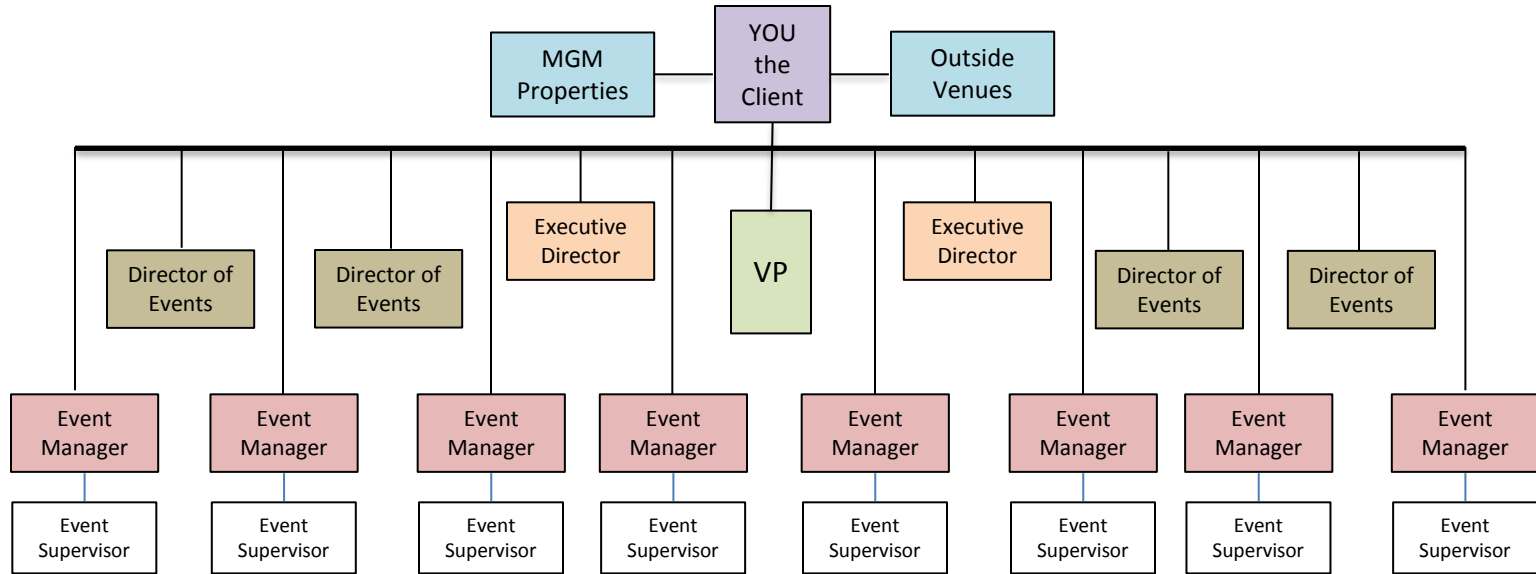 MGM
Properties
YOU
the
Client
Outside
Venues
Executive
Director
VP
Executive
Director
Director of
Events
Director of
Events
Director of
Events
Director of
Events
Event
Manager
Event
Manager
Event
Manager
Event
Manager
Event
Manager
Event
Manager
Event
Manager
Event
Manager
Event
Supervisor
Event
Supervisor
Event
Supervisor
Event
Supervisor
Event
Supervisor
Event
Supervisor
Event
Supervisor
Event
Supervisor